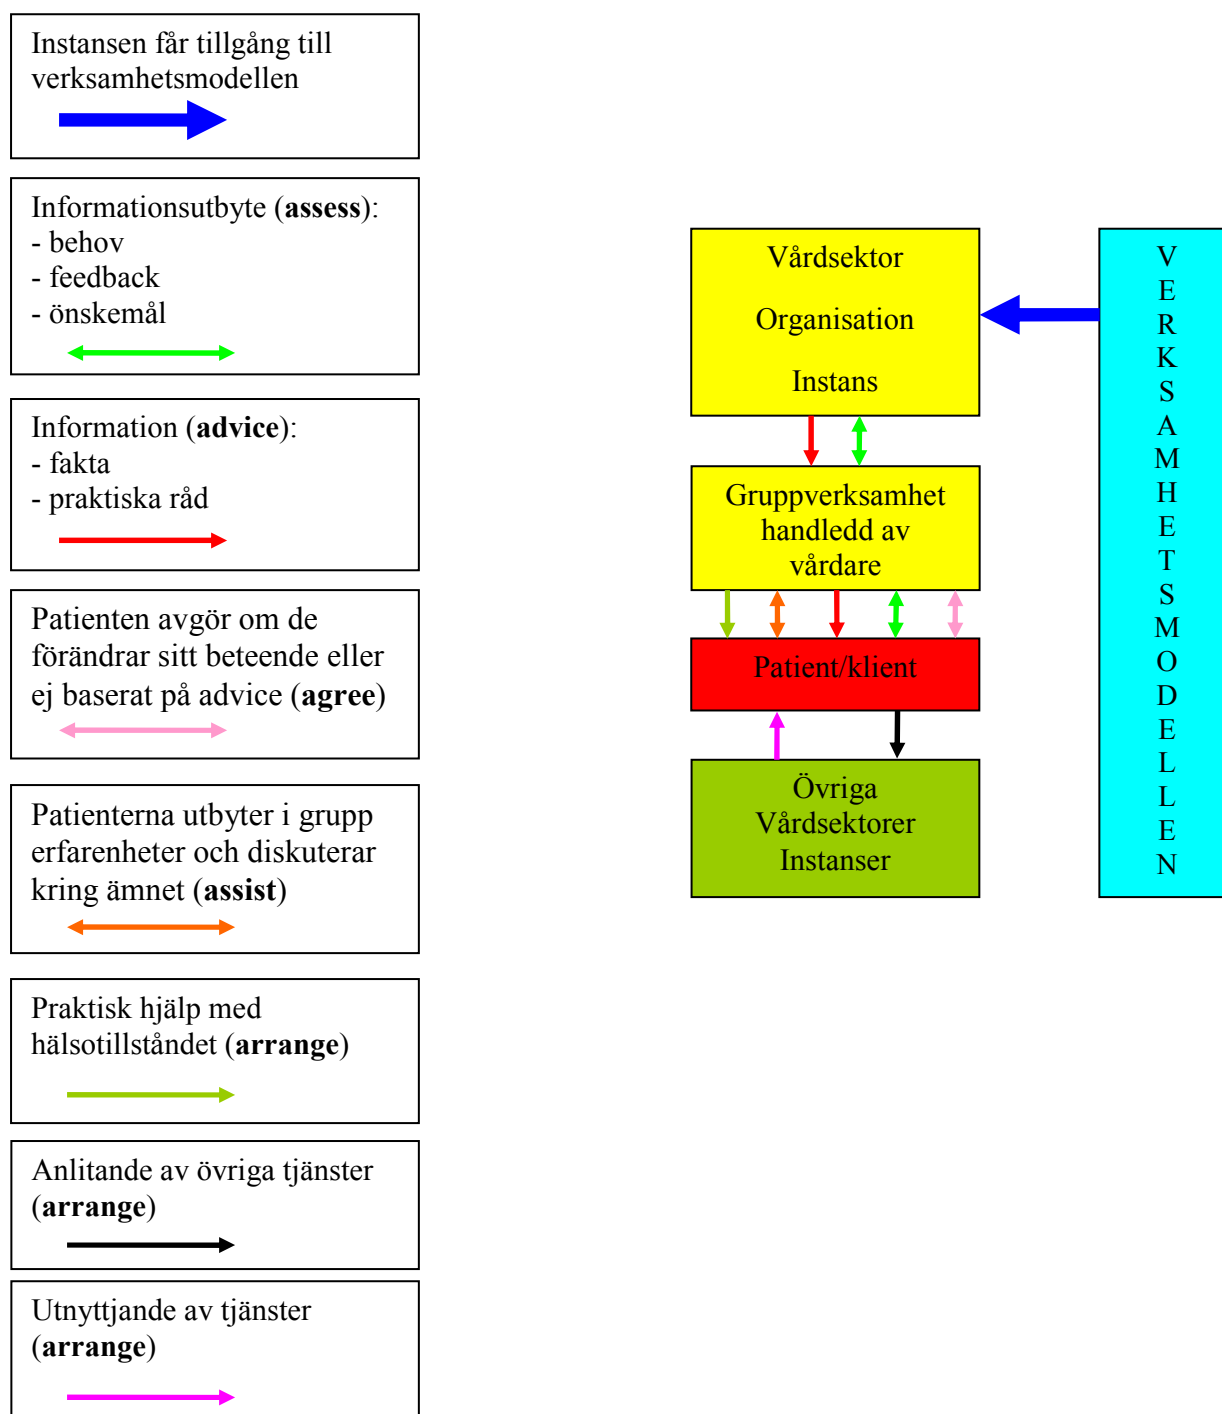 Instansen får tillgång till
verksamhetsmodellen
Informationsutbyte (assess):
- behov
- feedback
- önskemål
Information (advice):
- fakta
- praktiska råd
Patienten avgör om de
förändrar sitt beteende eller
ej baserat på advice (agree)
Patienterna utbyter i grupp
erfarenheter och diskuterar
kring ämnet (assist)
Praktisk hjälp med
hälsotillståndet (arrange)
Anlitande av övriga tjänster
(arrange)
Utnyttjande av tjänster
(arrange)
Vårdsektor
Organisation
Instans
Gruppverksamhet
handledd av
vårdare
Patient/klient
Övriga
Vårdsektorer
Instanser
V
E
R
K
S
A
M
H
E
T
S
M
O
D
E
L
L
E
N